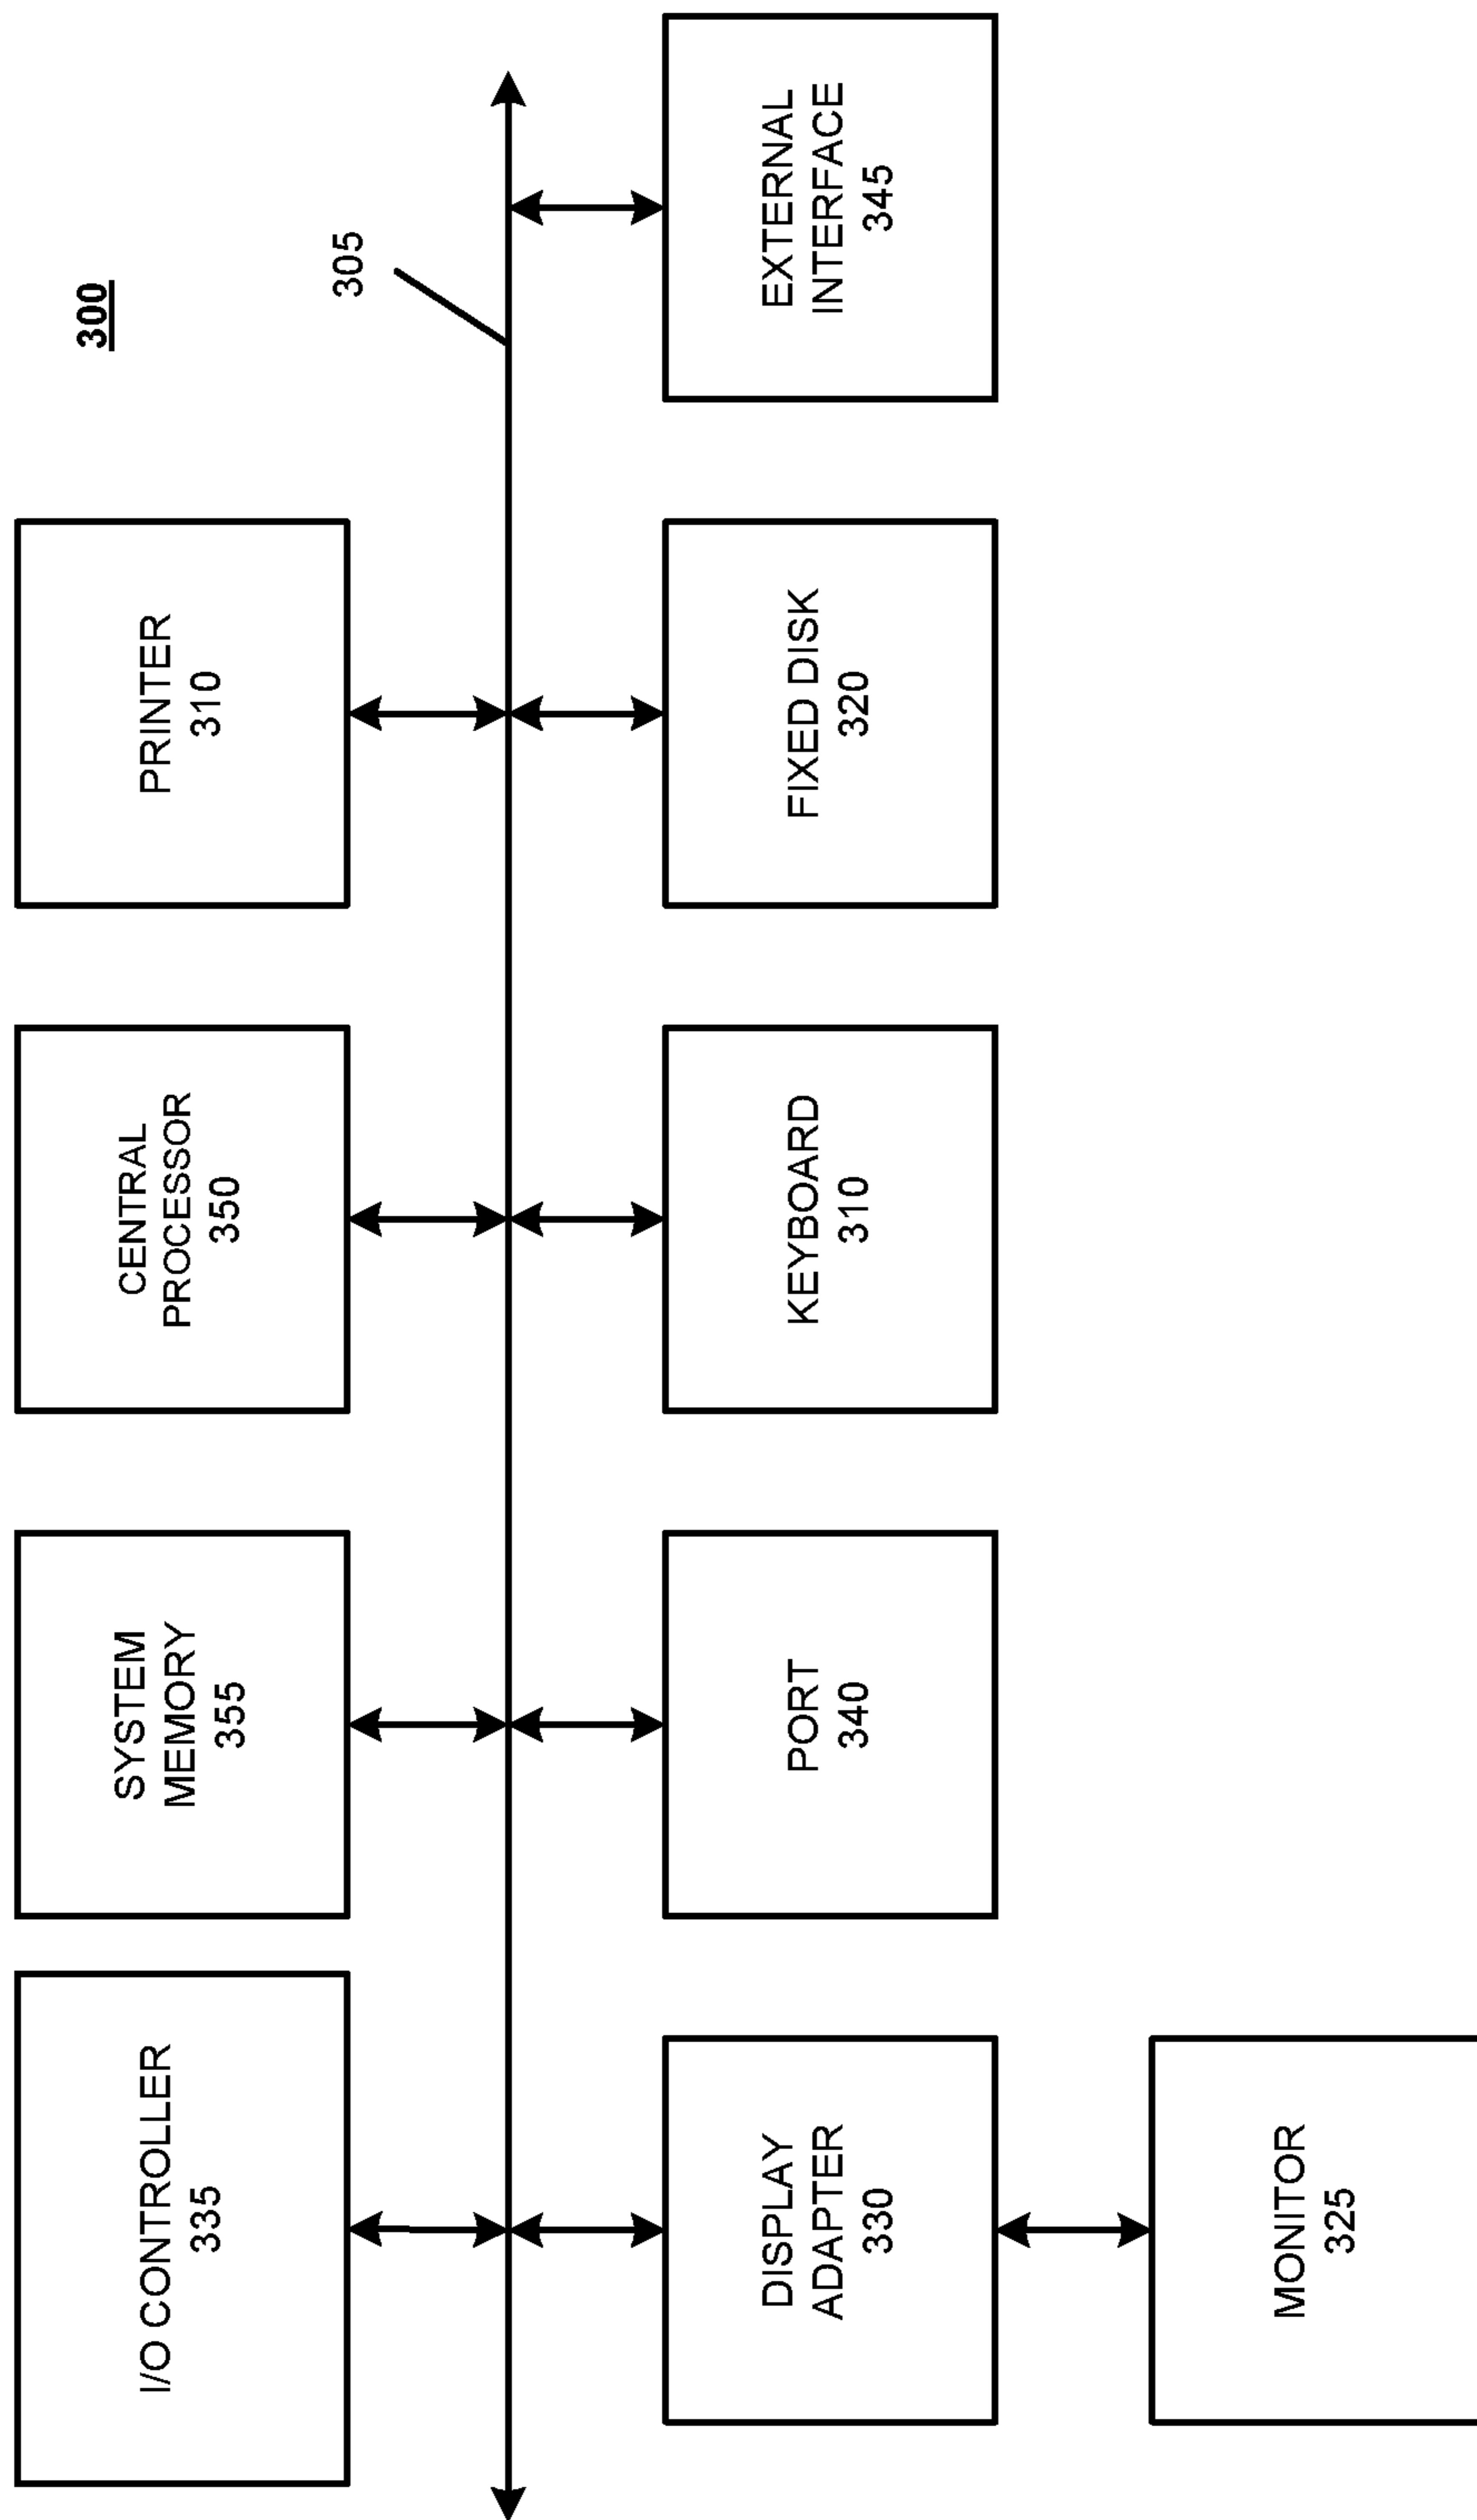 300
I/O CONTROLLER
335
SYSTEM
MEMORY
355
CENTRAL
PROCESSOR
350
PRINTER
310
305
DISPLAY
ADAPTER
330
PORT
340
KEYBOARD
310
FIXED DISK
320
EXTERNAL
INTERFACE
345
MONITOR
325